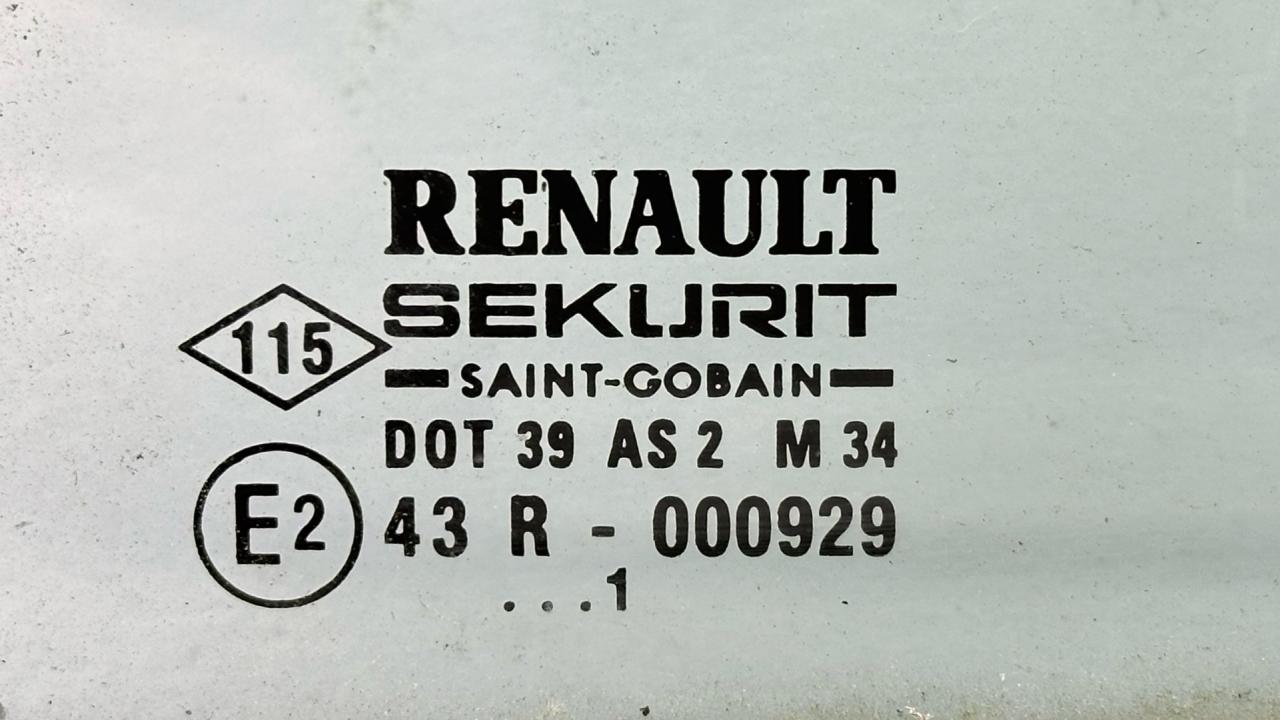 RENAULT
SEKURIT
115
SAINT-GOBAIN
DOT 39 AS 2 M 34
E2
43 R - 000929
...1